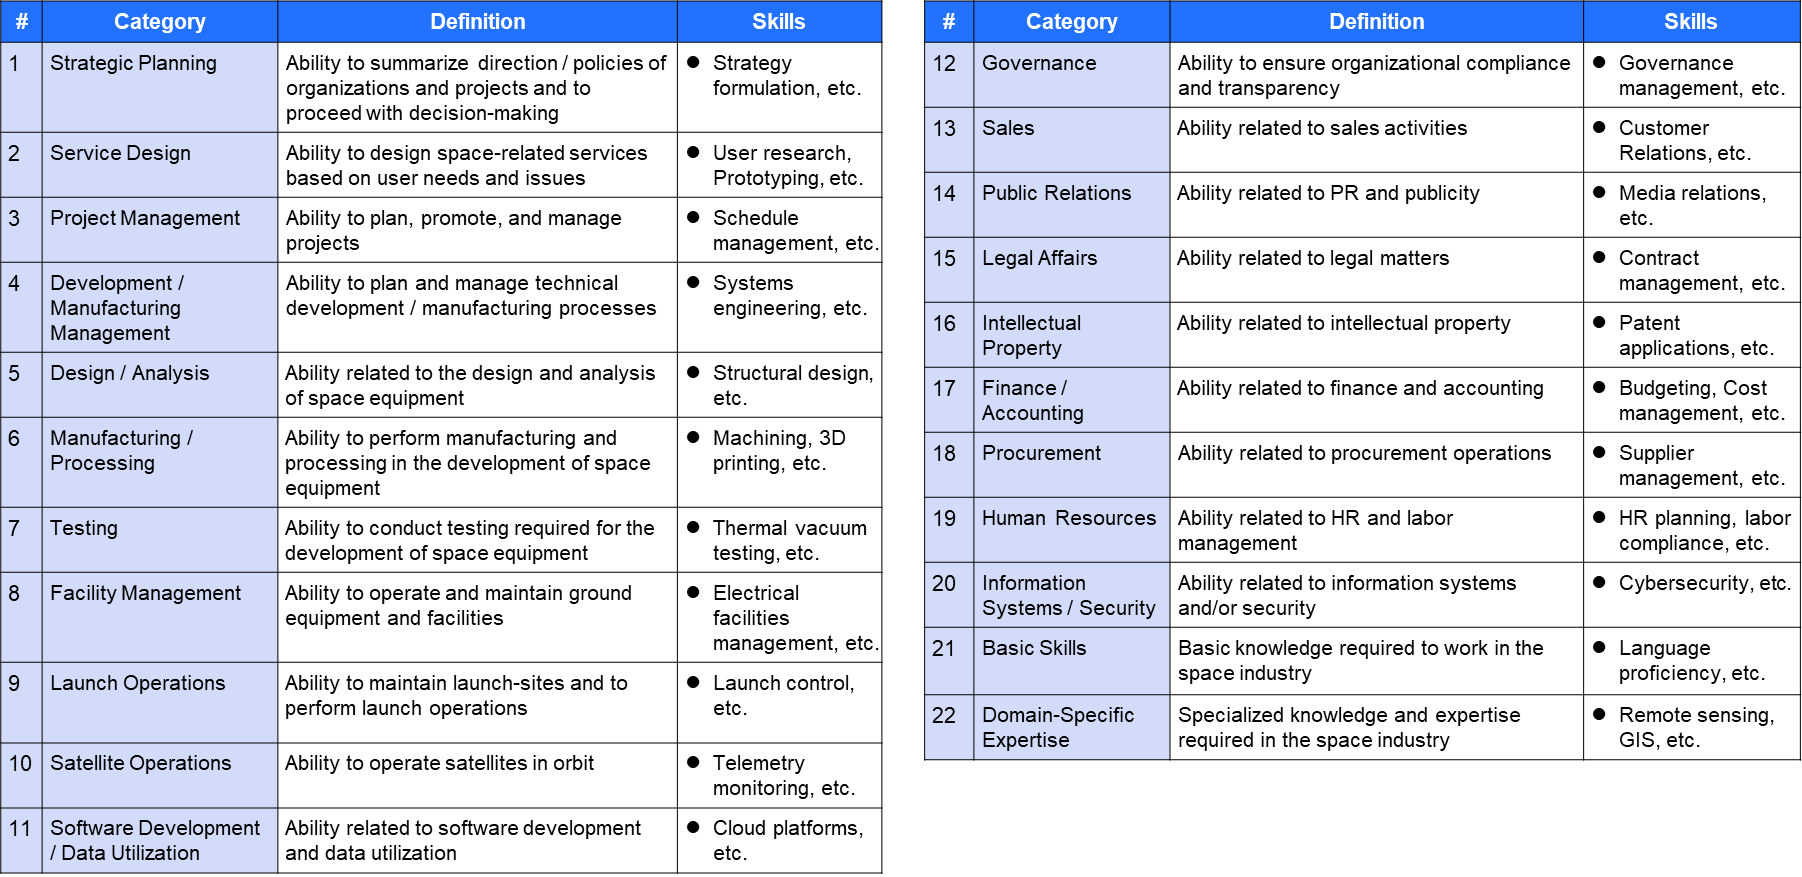 # Category Definition Skills
1 Strategic Planning Ability to summarize direction / policies of organizations and projects and to proceed with decision-making ● Strategy formulation, etc.
2 Service Design Ability to design space-related services based on user needs and issues ● User research, Prototyping, etc.
3 Project Management Ability to plan, promote, and manage projects ● Schedule management, etc.
4 Development / Manufacturing Management Ability to plan and manage technical development / manufacturing processes ● Systems engineering, etc.
5 Design / Analysis Ability related to the design and analysis of space equipment ● Structural design, etc.
6 Manufacturing / Processing Ability to perform manufacturing and processing in the development of space equipment ● Machining, 3D printing, etc.
7 Testing Ability to conduct testing required for the development of space equipment ● Thermal vacuum testing, etc.
8 Facility Management Ability to operate and maintain ground equipment and facilities ● Electrical facilities management, etc.
9 Launch Operations Ability to maintain launch-sites and to perform launch operations ● Launch control, etc.
10 Satellite Operations Ability to operate satellites in orbit ● Telemetry monitoring, etc.
11 Software Development / Data Utilization Ability related to software development and data utilization ● Cloud platforms, etc.
# Category Definition Skills
12 Governance Ability to ensure organizational compliance and transparency ● Governance management, etc.
13 Sales Ability related to sales activities ● Customer Relations, etc.
14 Public Relations Ability related to PR and publicity ● Media relations, etc.
15 Legal Affairs Ability related to legal matters ● Contract management, etc.
16 Intellectual Property Ability related to intellectual property ● Patent applications, etc.
17 Finance / Accounting Ability related to finance and accounting ● Budgeting, Cost management, etc.
18 Procurement Ability related to procurement operations ● Supplier management, etc.
19 Human Resources Ability related to HR and labor management ● HR planning, labor compliance, etc.
20 Information Systems / Security Ability related to information systems and/or security ● Cybersecurity, etc.
21 Basic Skills Basic knowledge required to work in the space industry ● Language proficiency, etc.
22 Domain-Specific Expertise Specialized knowledge and expertise required in the space industry ● Remote sensing, GIS, etc.